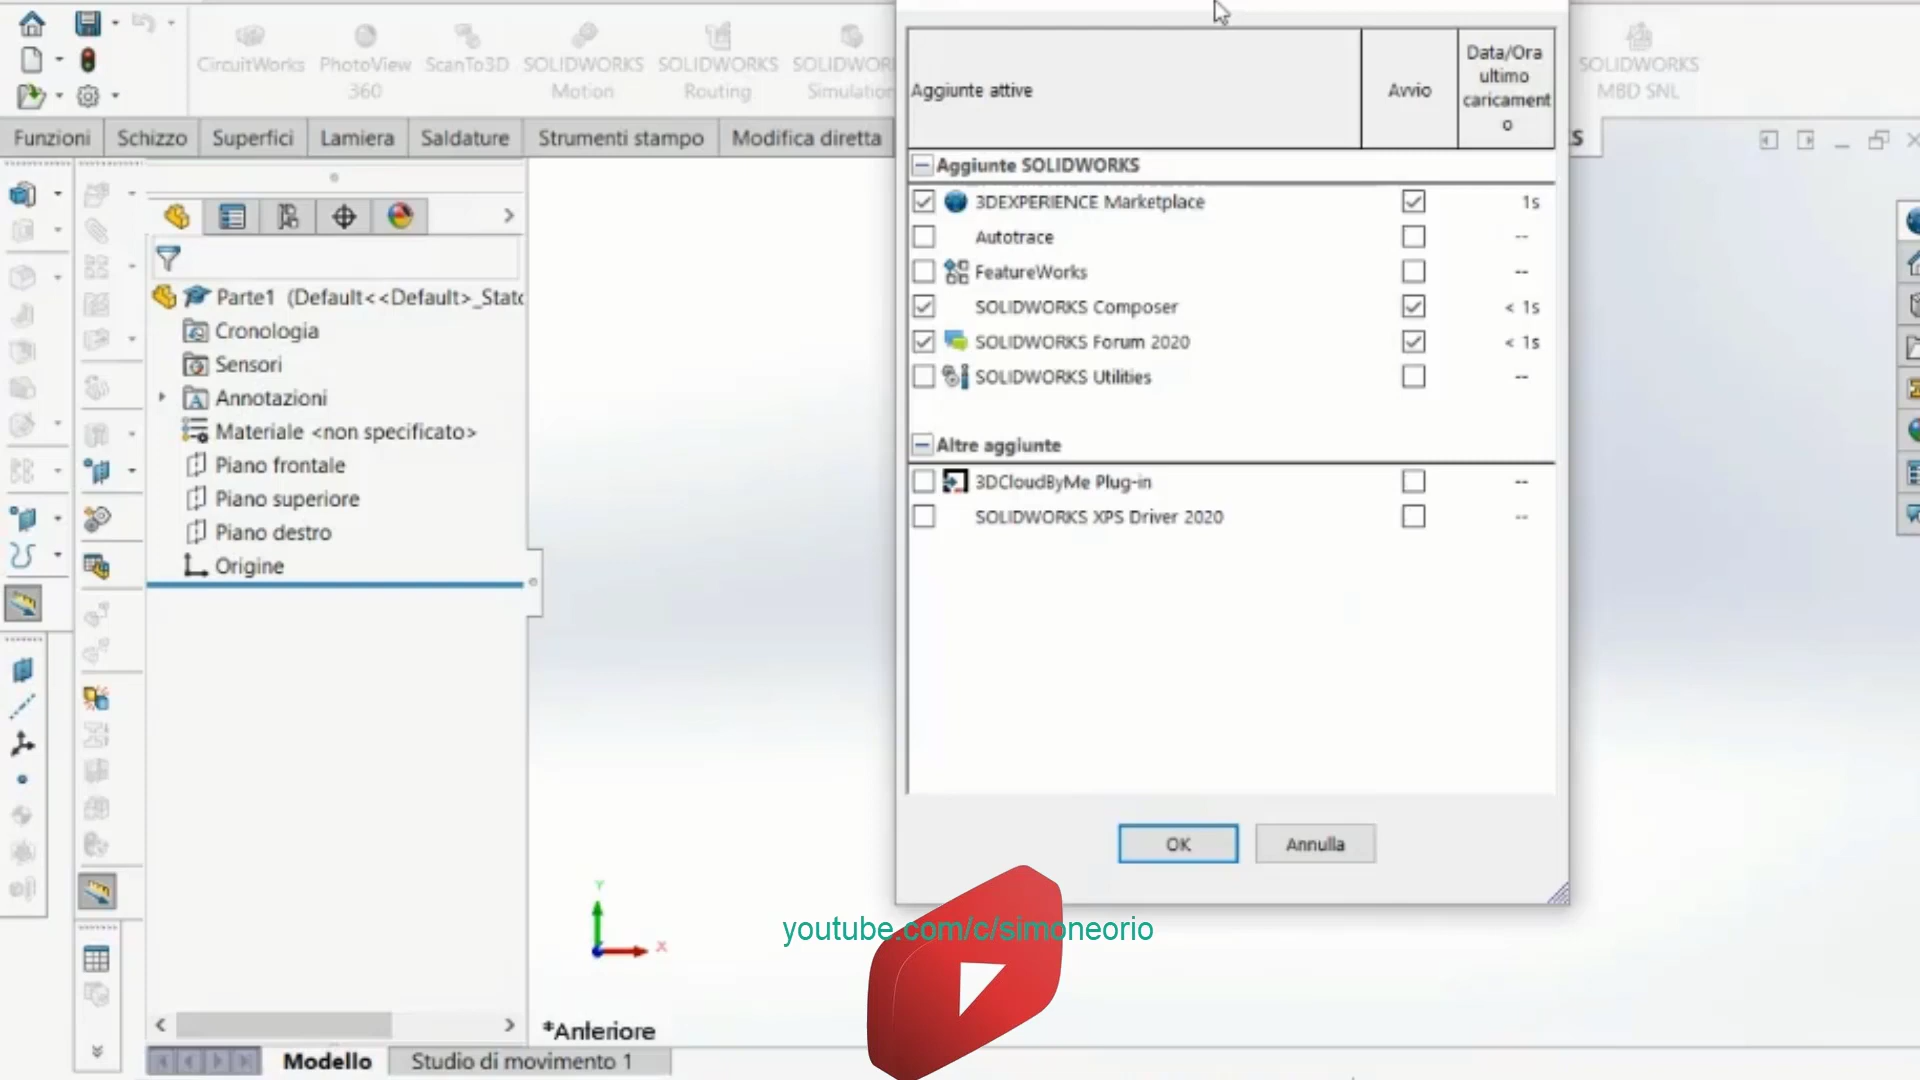 CircuitWorks
PhotoView
360
ScanTo3D
SOLIDWORKS
Motion
SOLIDWORKS
Routing
SOLIDWOR
Simulation
SOLIDWORKS
MBD SNL
Funzioni
Schizzo
Superfici
Lamiera
Saldature
Strumenti stampo
Modifica diretta
S
Parte1 (Default<<Default>_Stato
Cronologia
Sensori
Annotazioni
Materiale <non specificato>
Piano frontale
Piano superiore
Piano destro
Origine
Aggiunte attive
Avvio
Data/Ora
ultimo
caricament
o
Aggiunte SOLIDWORKS
3DEXPERIENCE Marketplace 1s
Autotrace --
FeatureWorks --
SOLIDWORKS Composer < 1s
SOLIDWORKS Forum 2020 < 1s
SOLIDWORKS Utilities --
Altre aggiunte
3DCloudByMe Plug-in --
SOLIDWORKS XPS Driver 2020 --
OK
Annulla
youtube.com/c/simoneorio
Y
X
*Anteriore
Modello
Studio di movimento 1